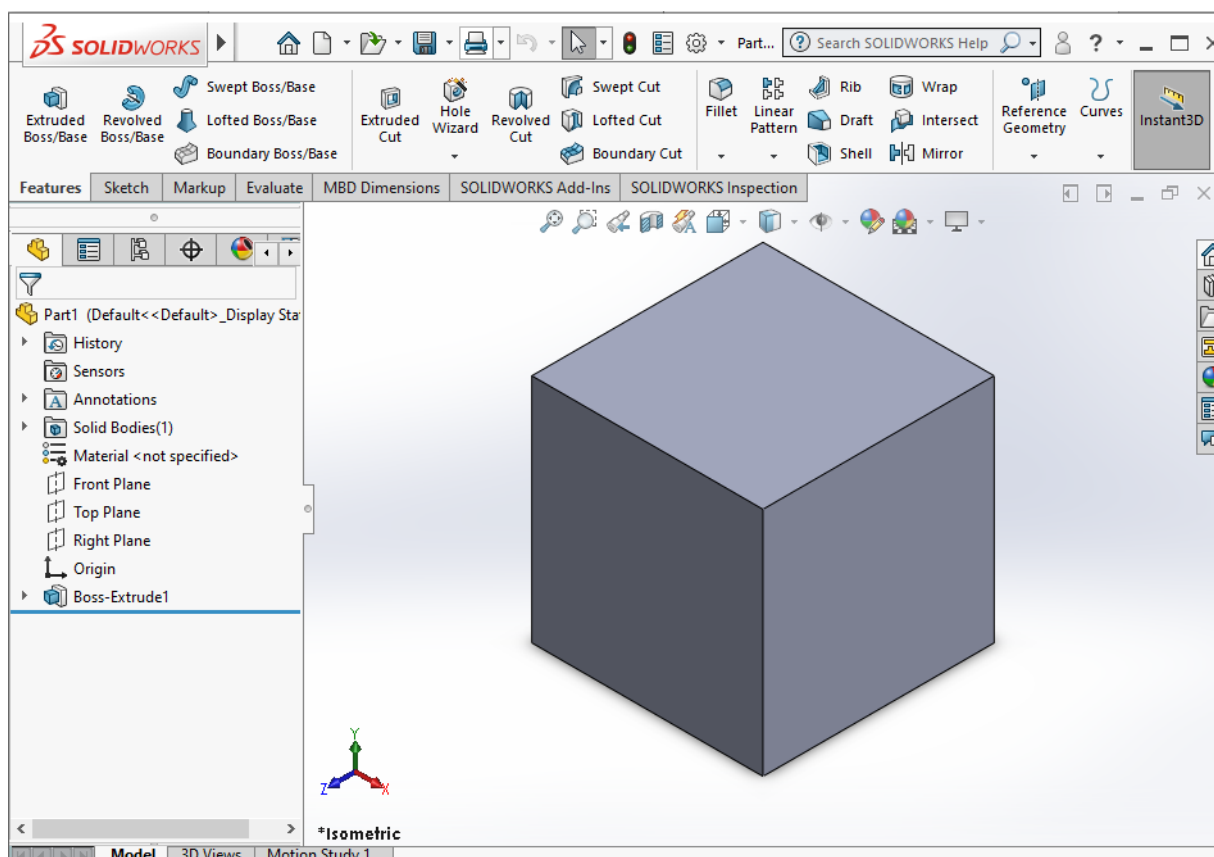 SOLIDWORKS
Part...
Search SOLIDWORKS Help
?
Extruded Boss/Base
Revolved Boss/Base
Swept Boss/Base
Lofted Boss/Base
Boundary Boss/Base
Extruded Cut
Hole Wizard
Revolved Cut
Swept Cut
Lofted Cut
Boundary Cut
Fillet
Linear Pattern
Rib
Draft
Shell
Wrap
Intersect
Mirror
Reference Geometry
Curves
Instant3D
Features
Sketch
Markup
Evaluate
MBD Dimensions
SOLIDWORKS Add-Ins
SOLIDWORKS Inspection
Part1 (Default<<Default>_Display Sta
History
Sensors
Annotations
Solid Bodies(1)
Material <not specified>
Front Plane
Top Plane
Right Plane
Origin
Boss-Extrude1
Y
Z
X
*Isometric
Model
3D Views
Motion Study 1